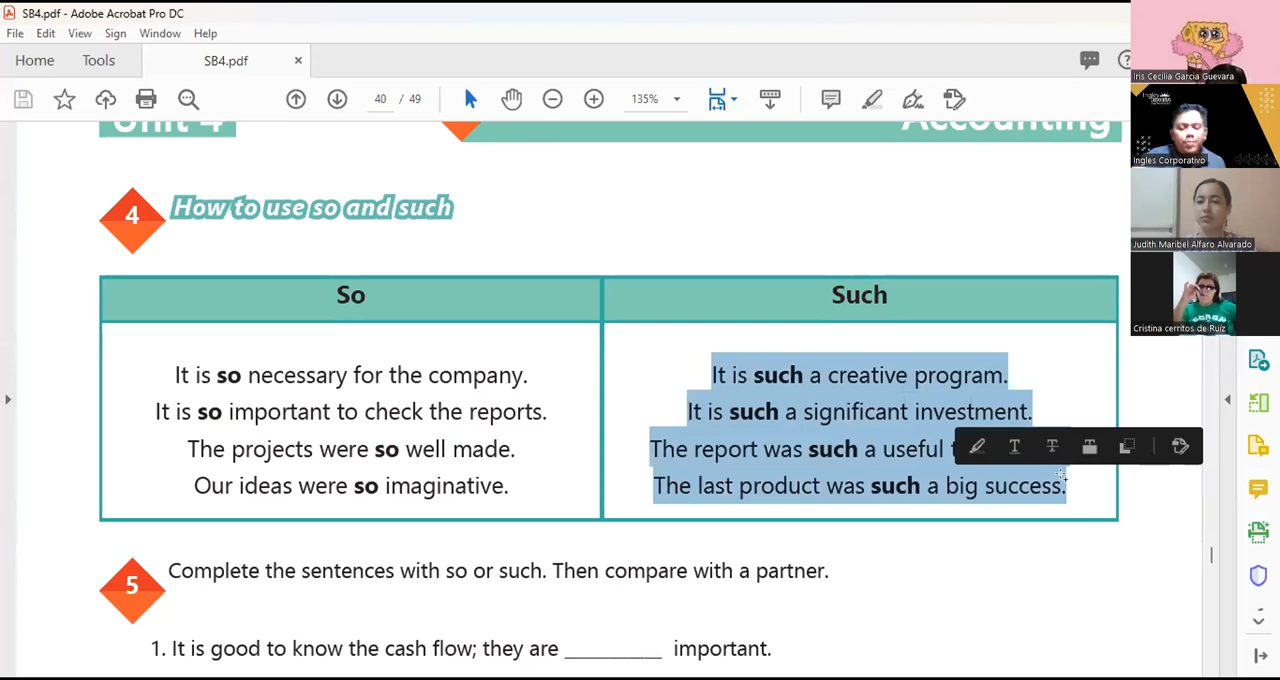 SB4.pdf - Adobe Acrobat Pro DC
File Edit View Sign Window Help
Home Tools SB4.pdf ×
40 / 49 135%
Unit 4 Accounting
4 How to use so and such
So Such
It is so necessary for the company.
It is so important to check the reports.
The projects were so well made.
Our ideas were so imaginative.
It is such a creative program.
It is such a significant investment.
The report was such a useful
The last product was such a big success.
5 Complete the sentences with so or such. Then compare with a partner.
1. It is good to know the cash flow; they are __________ important.
Iris Cecilia Garcia Guevara
Ingles Corporativo
Judith Maribel Alfaro Alvarado
Cristina cerritos de Ruiz